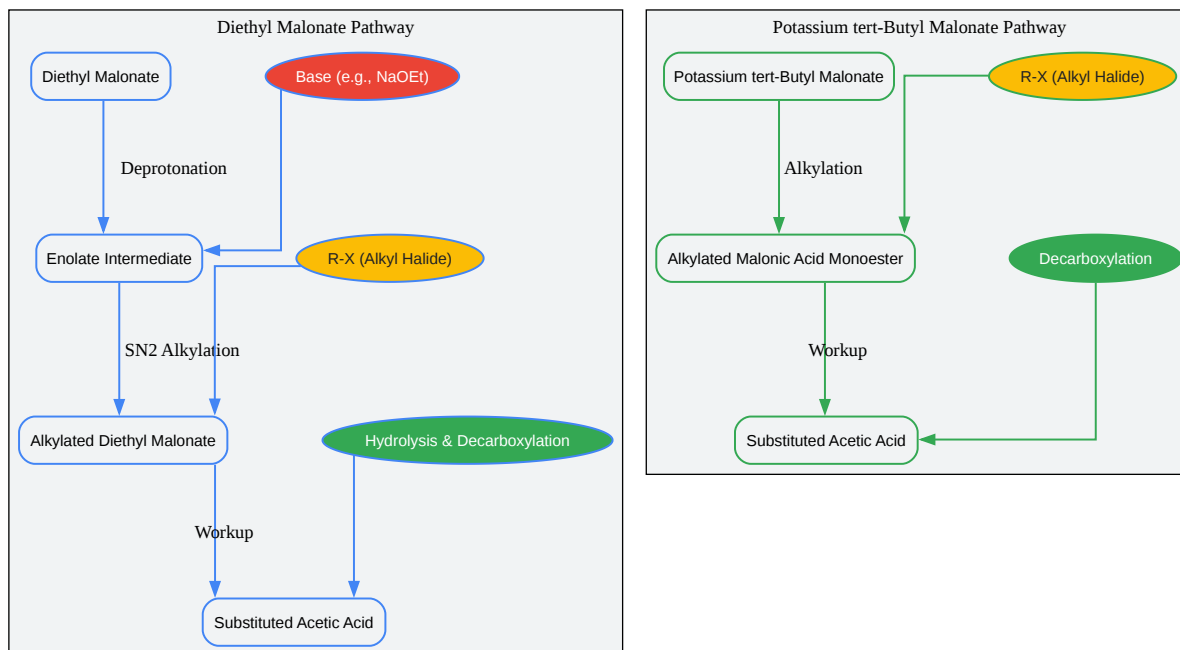 Diethyl Malonate Pathway
Diethyl Malonate
Base (e.g., NaOEt)
Deprotonation
Enolate Intermediate
R-X (Alkyl Halide)
SN2 Alkylation
Alkylated Diethyl Malonate
Hydrolysis & Decarboxylation
Workup
Substituted Acetic Acid
Potassium tert-Butyl Malonate Pathway
Potassium tert-Butyl Malonate
R-X (Alkyl Halide)
Alkylation
Alkylated Malonic Acid Monoester
Decarboxylation
Workup
Substituted Acetic Acid